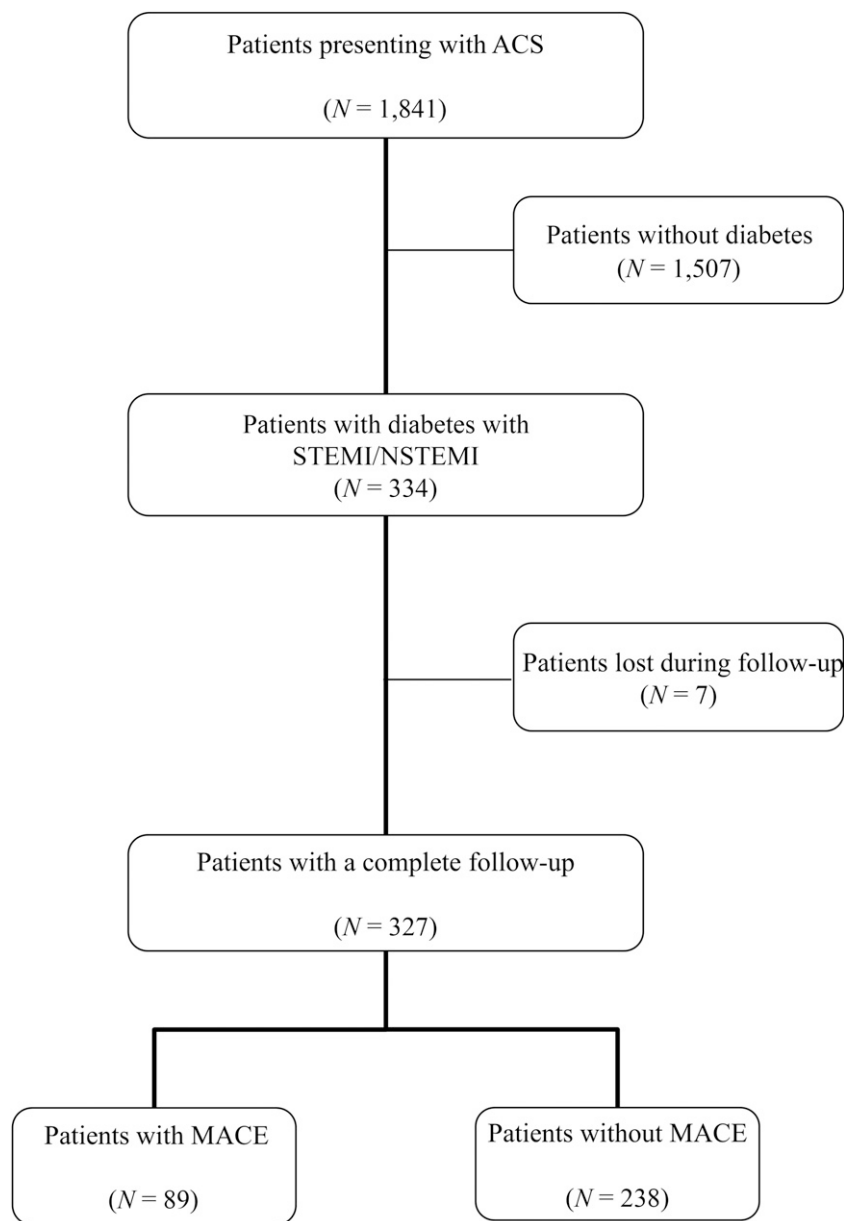 Patients presenting with ACS
(N = 1,841)
Patients without diabetes
(N = 1,507)
Patients with diabetes with
STEMI/NSTEMI
(N = 334)
Patients lost during follow-up
(N = 7)
Patients with a complete follow-up
(N = 327)
Patients with MACE
(N = 89)
Patients without MACE
(N = 238)